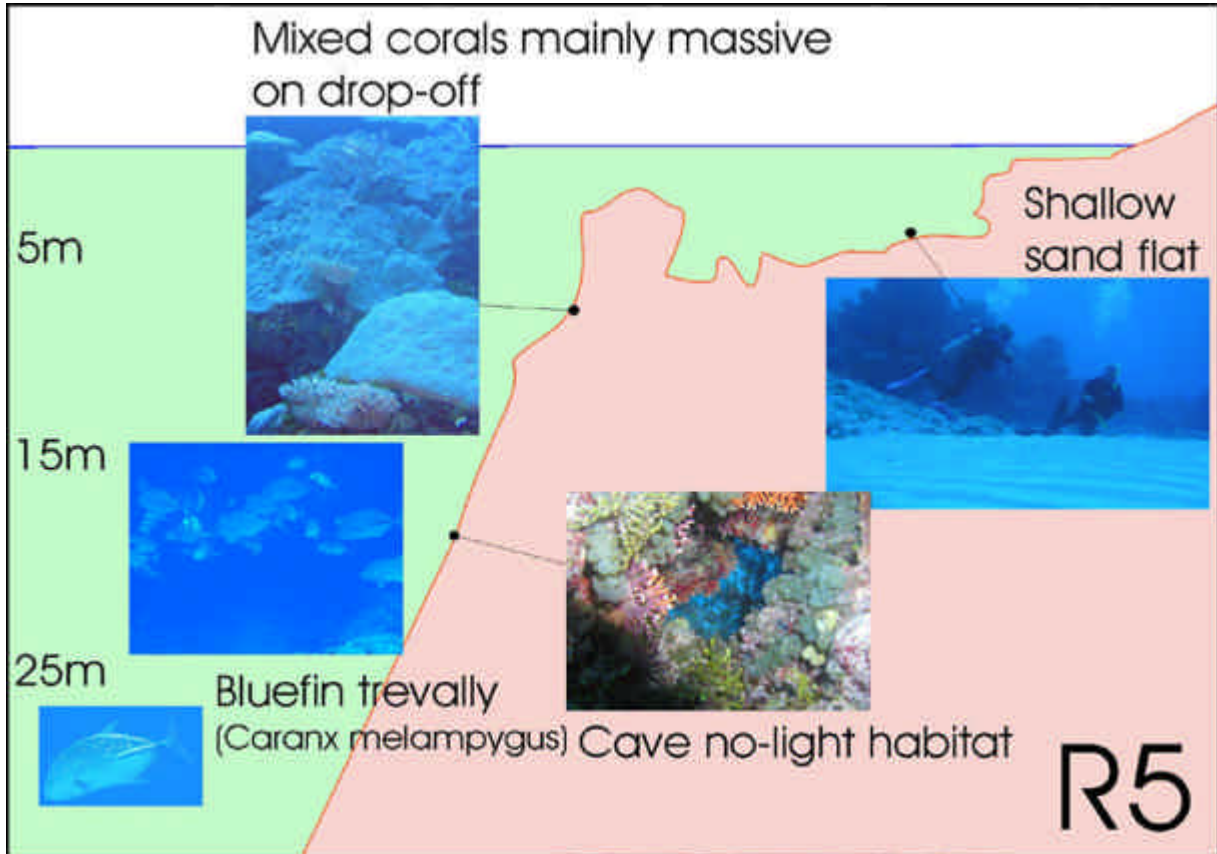 Mixed corals mainly massive
on drop-off
Shallow
sand flat
5m
15m
25m
Bluefin trevally
(Caranx melampygus)
Cave no-light habitat
R5